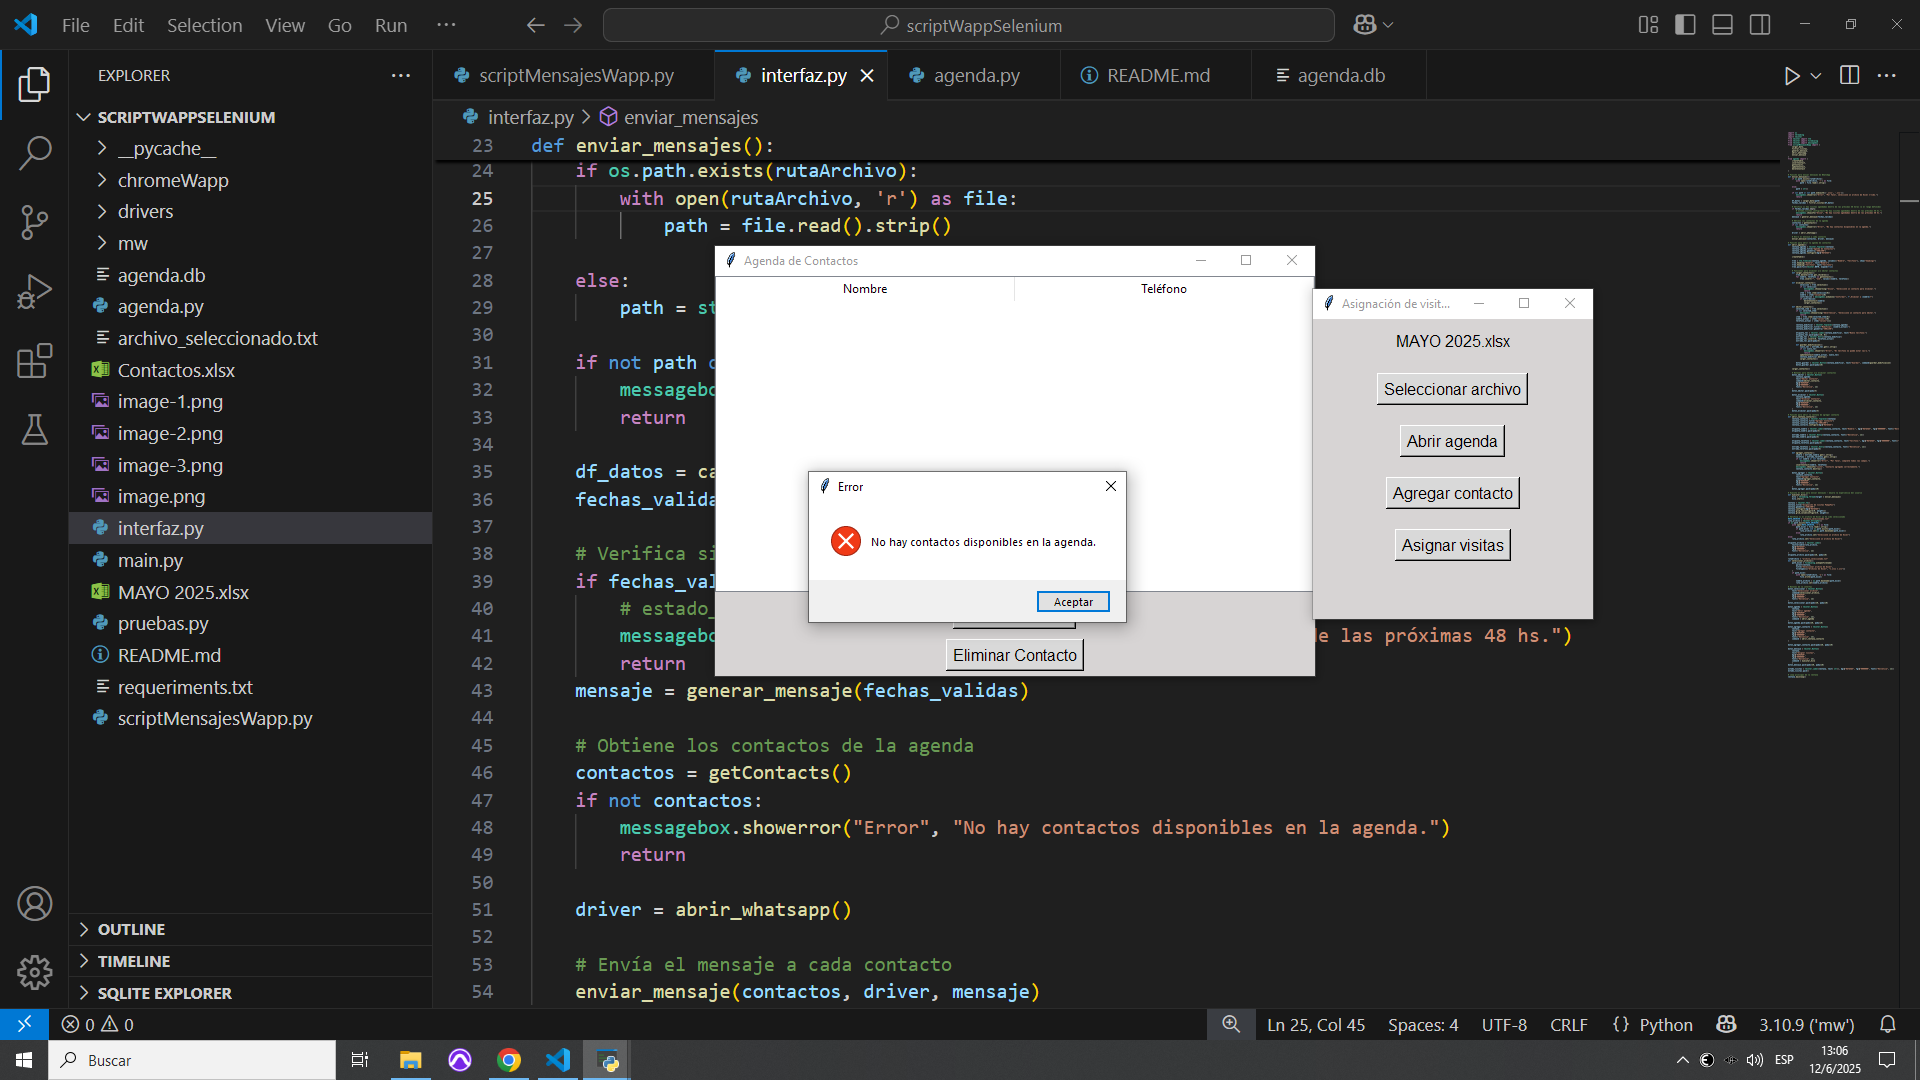 File Edit Selection View Go Run
scriptWappSelenium
EXPLORER
SCRIPTWAPPSELENIUM
__pycache__
chromeWapp
drivers
mw
agenda.db
agenda.py
archivo_seleccionado.txt
Contactos.xlsx
image-1.png
image-2.png
image-3.png
image.png
interfaz.py
main.py
MAYO 2025.xlsx
pruebas.py
README.md
requeriments.txt
scriptMensajesWapp.py
OUTLINE
TIMELINE
SQLITE EXPLORER
scriptMensajesWapp.py interfaz.py agenda.py README.md agenda.db
interfaz.py > enviar_mensajes
23 def enviar_mensajes():
24 if os.path.exists(rutaArchivo):
25 with open(rutaArchivo, 'r') as file:
26 path = file.read().strip()
27
28 else:
29 path = st
30
31 if not path
32 messagebo
33 return
34
35 df_datos = ca
36 fechas_valida
37
38 # Verifica si
39 if fechas_val
40 # estado_
41 messagebo de las próximas 48 hs.")
42 return
43 mensaje = generar_mensaje(fechas_validas)
44
45 # Obtiene los contactos de la agenda
46 contactos = getContacts()
47 if not contactos:
48 messagebox.showerror("Error", "No hay contactos disponibles en la agenda.")
49 return
50
51 driver = abrir_whatsapp()
52
53 # Envía el mensaje a cada contacto
54 enviar_mensaje(contactos, driver, mensaje)
Agenda de Contactos
Nombre Teléfono
Eliminar Contacto
Error
No hay contactos disponibles en la agenda.
Aceptar
Asignación de visit...
MAYO 2025.xlsx
Seleccionar archivo
Abrir agenda
Agregar contacto
Asignar visitas
0 0
Ln 25, Col 45 Spaces: 4 UTF-8 CRLF {} Python 3.10.9 ('mw')
Buscar
ESP
13:06
12/6/2025